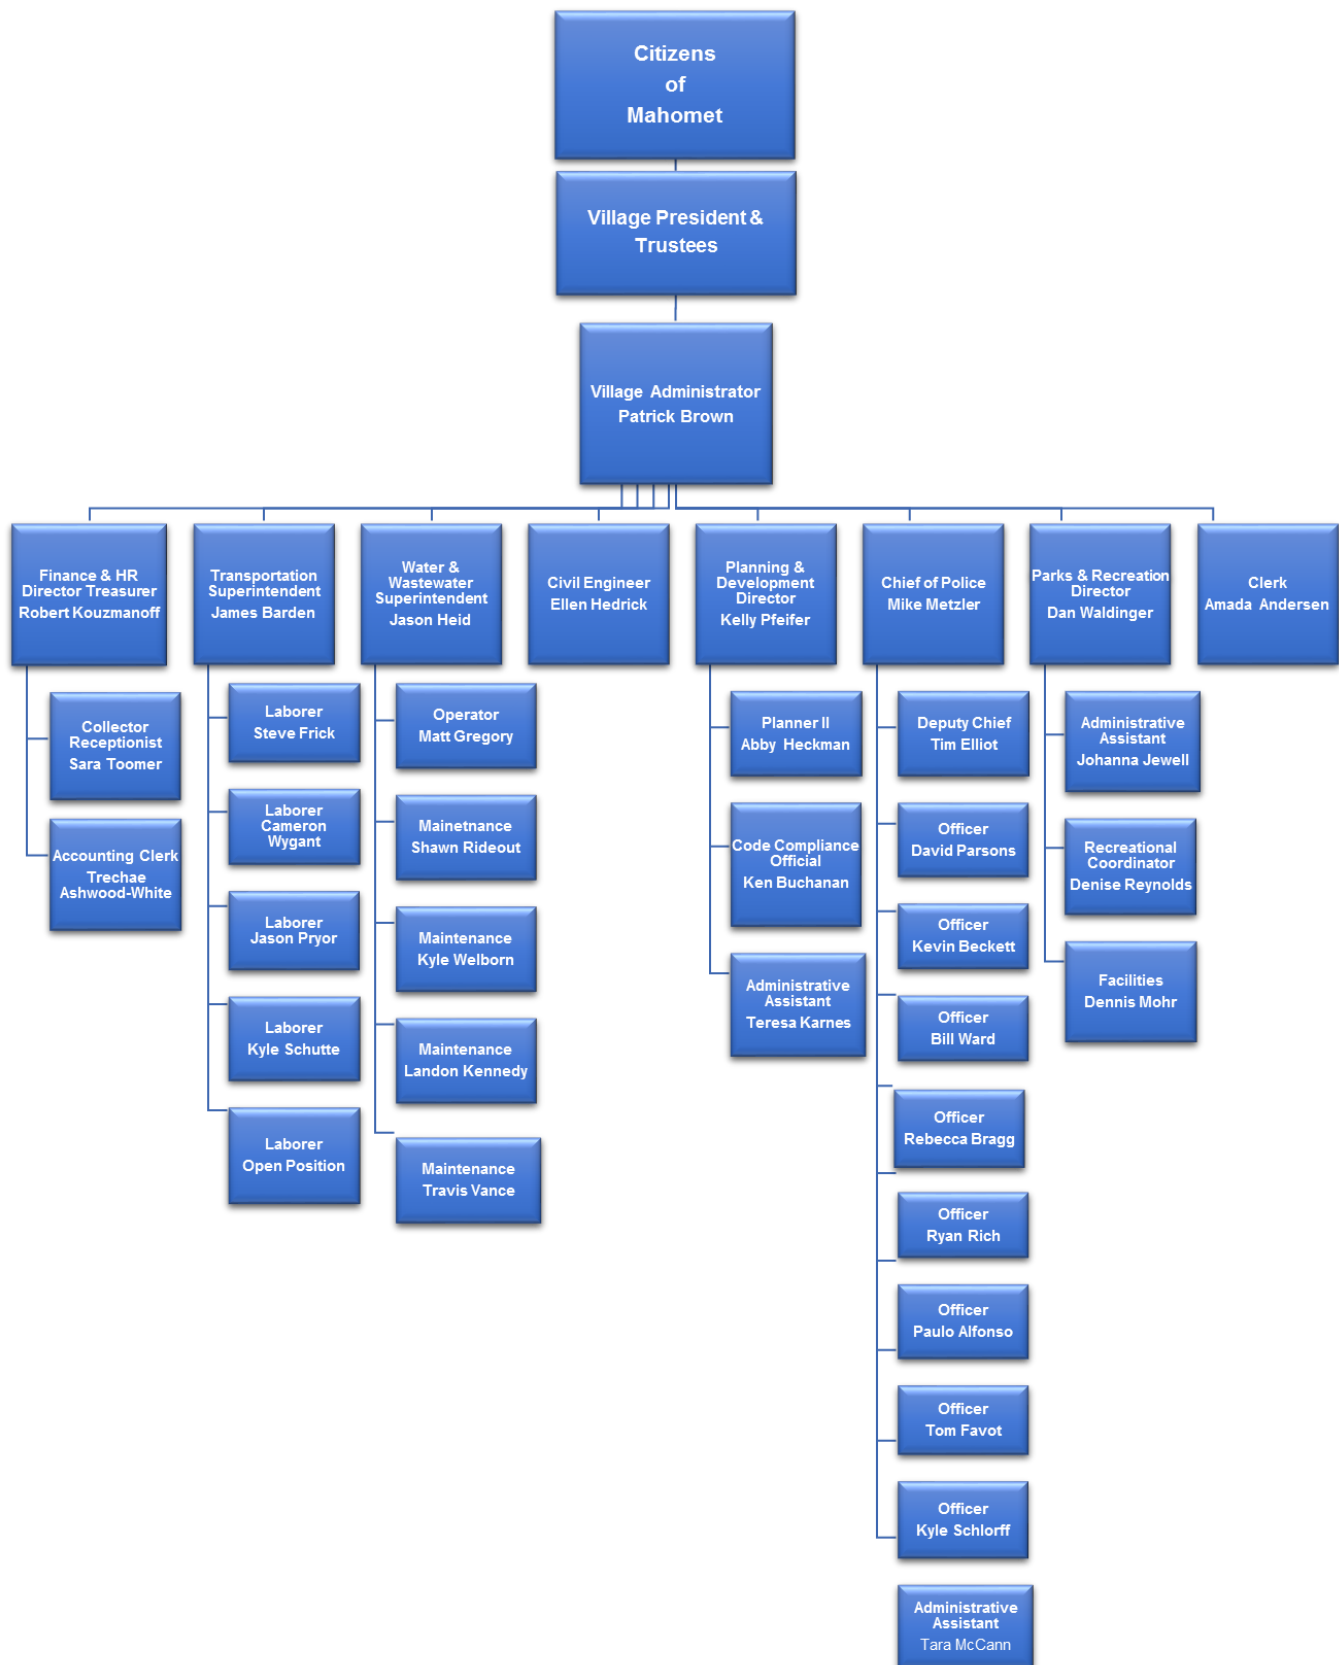 Citizens
of
Mahomet
Village President &
Trustees
Village Administrator
Patrick Brown
Finance & HR
Director Treasurer
Robert Kouzmanoff
Transportation
Superintendent
James Barden
Water &
Wastewater
Superintendent
Jason Heid
Civil Engineer
Ellen Hedrick
Planning &
Development
Director
Kelly Pfeifer
Chief of Police
Mike Metzler
Parks & Recreation
Director
Dan Waldinger
Clerk
Amada Andersen
Collector
Receptionist
Sara Toomer
Accounting Clerk
Trechae
Ashwood-White
Laborer
Steve Frick
Laborer
Cameron
Wygant
Laborer
Jason Pryor
Laborer
Kyle Schutte
Laborer
Open Position
Operator
Matt Gregory
Mainetnance
Shawn Rideout
Maintenance
Kyle Welborn
Maintenance
Landon Kennedy
Maintenance
Travis Vance
Planner II
Abby Heckman
Code Compliance
Official
Ken Buchanan
Administrative
Assistant
Teresa Karnes
Deputy Chief
Tim Elliot
Officer
David Parsons
Officer
Kevin Beckett
Officer
Bill Ward
Officer
Rebecca Bragg
Officer
Ryan Rich
Officer
Paulo Alfonso
Officer
Tom Favot
Officer
Kyle Schlorff
Administrative
Assistant
Tara McCann
Administrative
Assistant
Johanna Jewell
Recreational
Coordinator
Denise Reynolds
Facilities
Dennis Mohr